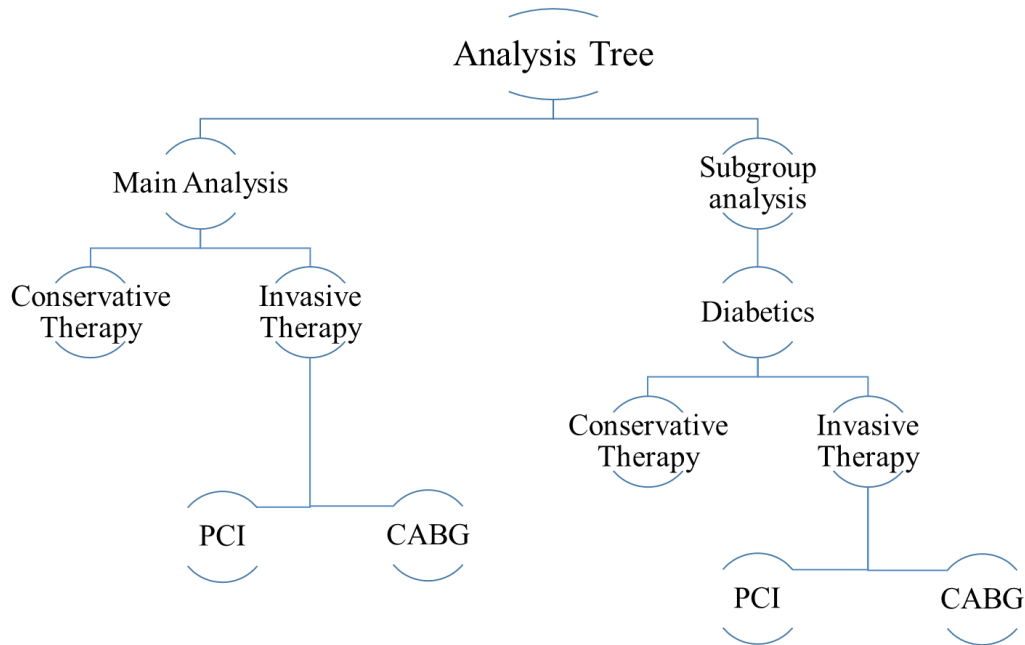 Analysis Tree
Main Analysis
Subgroup
analysis
Conservative
Therapy
Invasive
Therapy
Diabetics
Conservative
Therapy
Invasive
Therapy
PCI
CABG
PCI
CABG